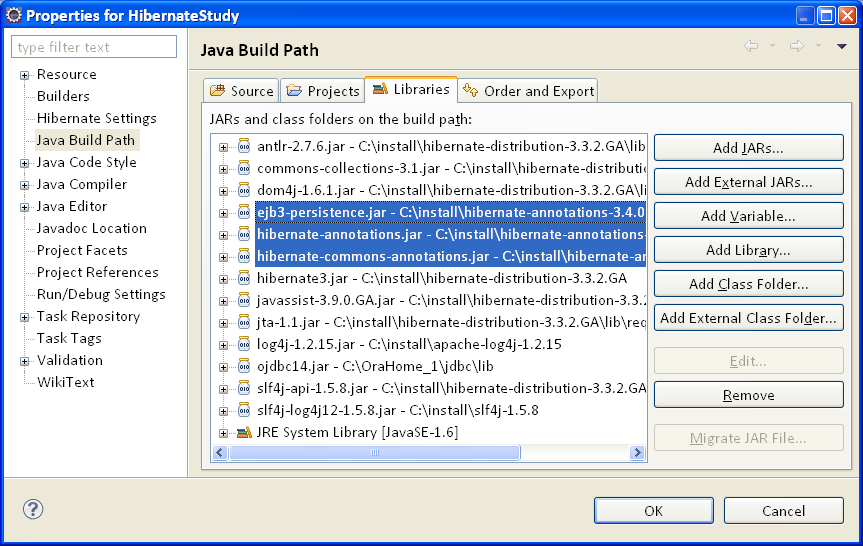 Properties for HibernateStudy
type filter text
Resource
Builders
Hibernate Settings
Java Build Path
Java Code Style
Java Compiler
Java Editor
Javadoc Location
Project Facets
Project References
Run/Debug Settings
Task Repository
Task Tags
Validation
WikiText
Java Build Path
Source Projects Libraries Order and Export
JARs and class folders on the build path:
antlr-2.7.6.jar - C:\install\hibernate-distribution-3.3.2.GA\lib
commons-collections-3.1.jar - C:\install\hibernate-distributio
dom4j-1.6.1.jar - C:\install\hibernate-distribution-3.3.2.GA\li
ejb3-persistence.jar - C:\install\hibernate-annotations-3.4.0
hibernate-annotations.jar - C:\install\hibernate-annotations-
hibernate-commons-annotations.jar - C:\install\hibernate-an
hibernate3.jar - C:\install\hibernate-distribution-3.3.2.GA
javassist-3.9.0.GA.jar - C:\install\hibernate-distribution-3.3.2
jta-1.1.jar - C:\install\hibernate-distribution-3.3.2.GA\lib\req
log4j-1.2.15.jar - C:\install\apache-log4j-1.2.15
ojdbc14.jar - C:\OraHome_1\jdbc\lib
slf4j-api-1.5.8.jar - C:\install\hibernate-distribution-3.3.2.GA
slf4j-log4j12-1.5.8.jar - C:\install\slf4j-1.5.8
JRE System Library [JavaSE-1.6]
Add JARs...
Add External JARs...
Add Variable...
Add Library...
Add Class Folder...
Add External Class Folder...
Edit...
Remove
Migrate JAR File...
OK Cancel